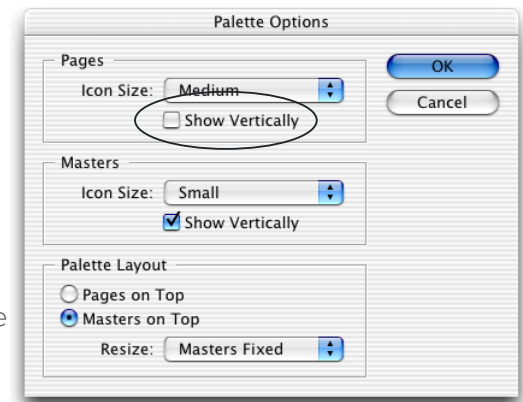 Palette Options
Pages
OK
Icon Size: Medium
Cancel
Show Vertically
Masters
Icon Size: Small
Show Vertically
Palette Layout
Pages on Top
e
Masters on Top
Resize: Masters Fixed